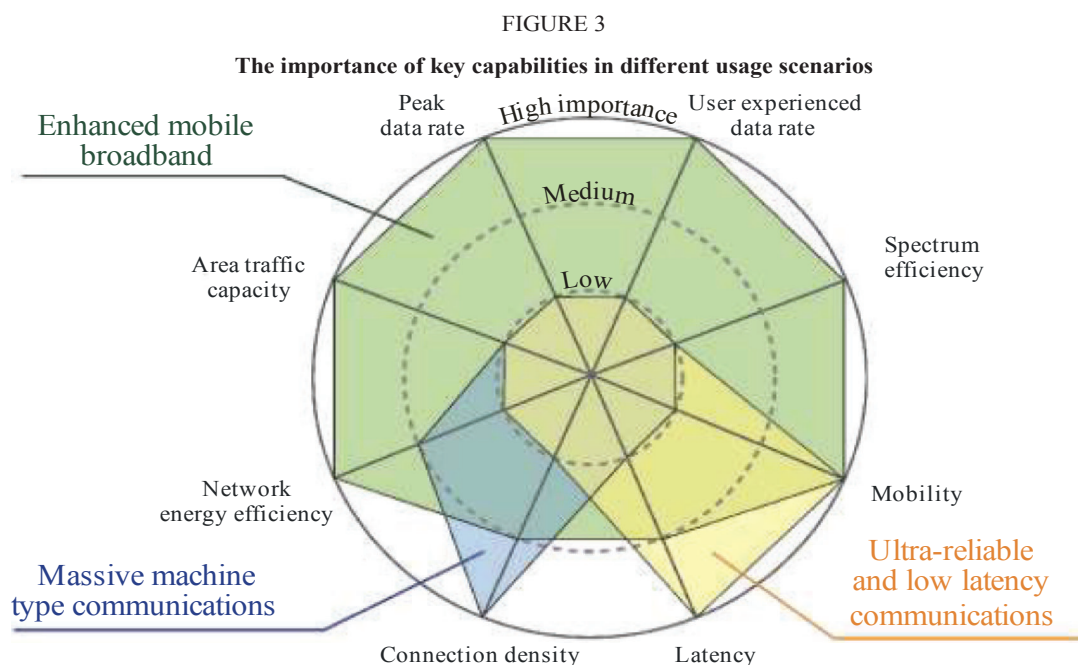 FIGURE 3
The importance of key capabilities in different usage scenarios
Peak
data rate
High importance
User experienced
data rate
Enhanced mobile
broadband
Medium
Area traffic
capacity
Spectrum
efficiency
Low
Network
energy efficiency
Mobility
Massive machine
type communications
Ultra-reliable
and low latency
communications
Connection density
Latency